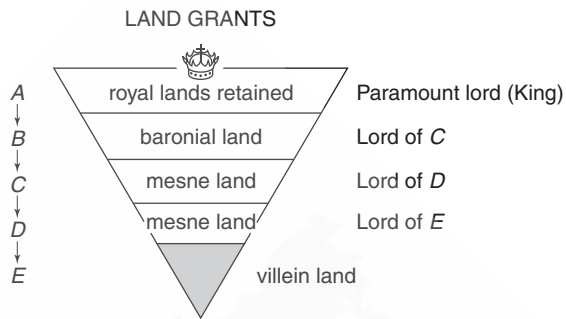 LAND GRANTS
A royal lands retained Paramount lord (King)
B baronial land Lord of C
C mesne land Lord of D
D mesne land Lord of E
E villein land